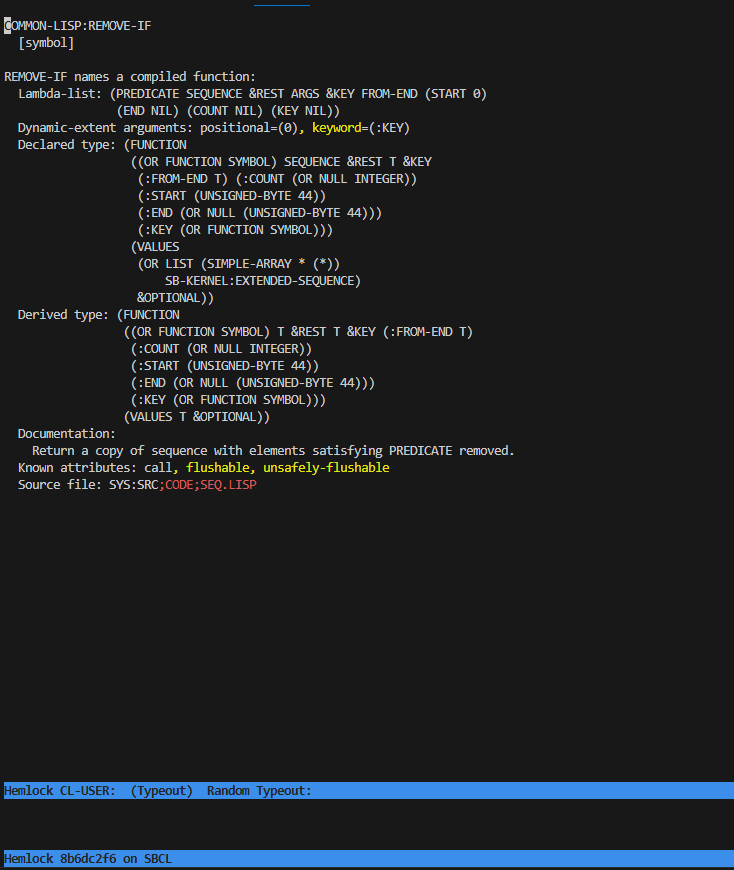 COMMON-LISP:REMOVE-IF
[symbol]
REMOVE-IF names a compiled function:
Lambda-list: (PREDICATE SEQUENCE &REST ARGS &KEY FROM-END (START 0)
(END NIL) (COUNT NIL) (KEY NIL))
Dynamic-extent arguments: positional=(0), keyword=(:KEY)
Declared type: (FUNCTION
((OR FUNCTION SYMBOL) SEQUENCE &REST T &KEY
(:FROM-END T) (:COUNT (OR NULL INTEGER))
(:START (UNSIGNED-BYTE 44))
(:END (OR NULL (UNSIGNED-BYTE 44)))
(:KEY (OR FUNCTION SYMBOL)))
(VALUES
(OR LIST (SIMPLE-ARRAY * (*))
SB-KERNEL:EXTENDED-SEQUENCE)
&OPTIONAL))
Derived type: (FUNCTION
((OR FUNCTION SYMBOL) T &REST T &KEY (:FROM-END T)
(:COUNT (OR NULL INTEGER))
(:START (UNSIGNED-BYTE 44))
(:END (OR NULL (UNSIGNED-BYTE 44)))
(:KEY (OR FUNCTION SYMBOL)))
(VALUES T &OPTIONAL))
Documentation:
Return a copy of sequence with elements satisfying PREDICATE removed.
Known attributes: call, flushable, unsafely-flushable
Source file: SYS:SRC;CODE;SEQ.LISP
Hemlock CL-USER:  (Typeout)  Random Typeout:
Hemlock 8b6dc2f6 on SBCL